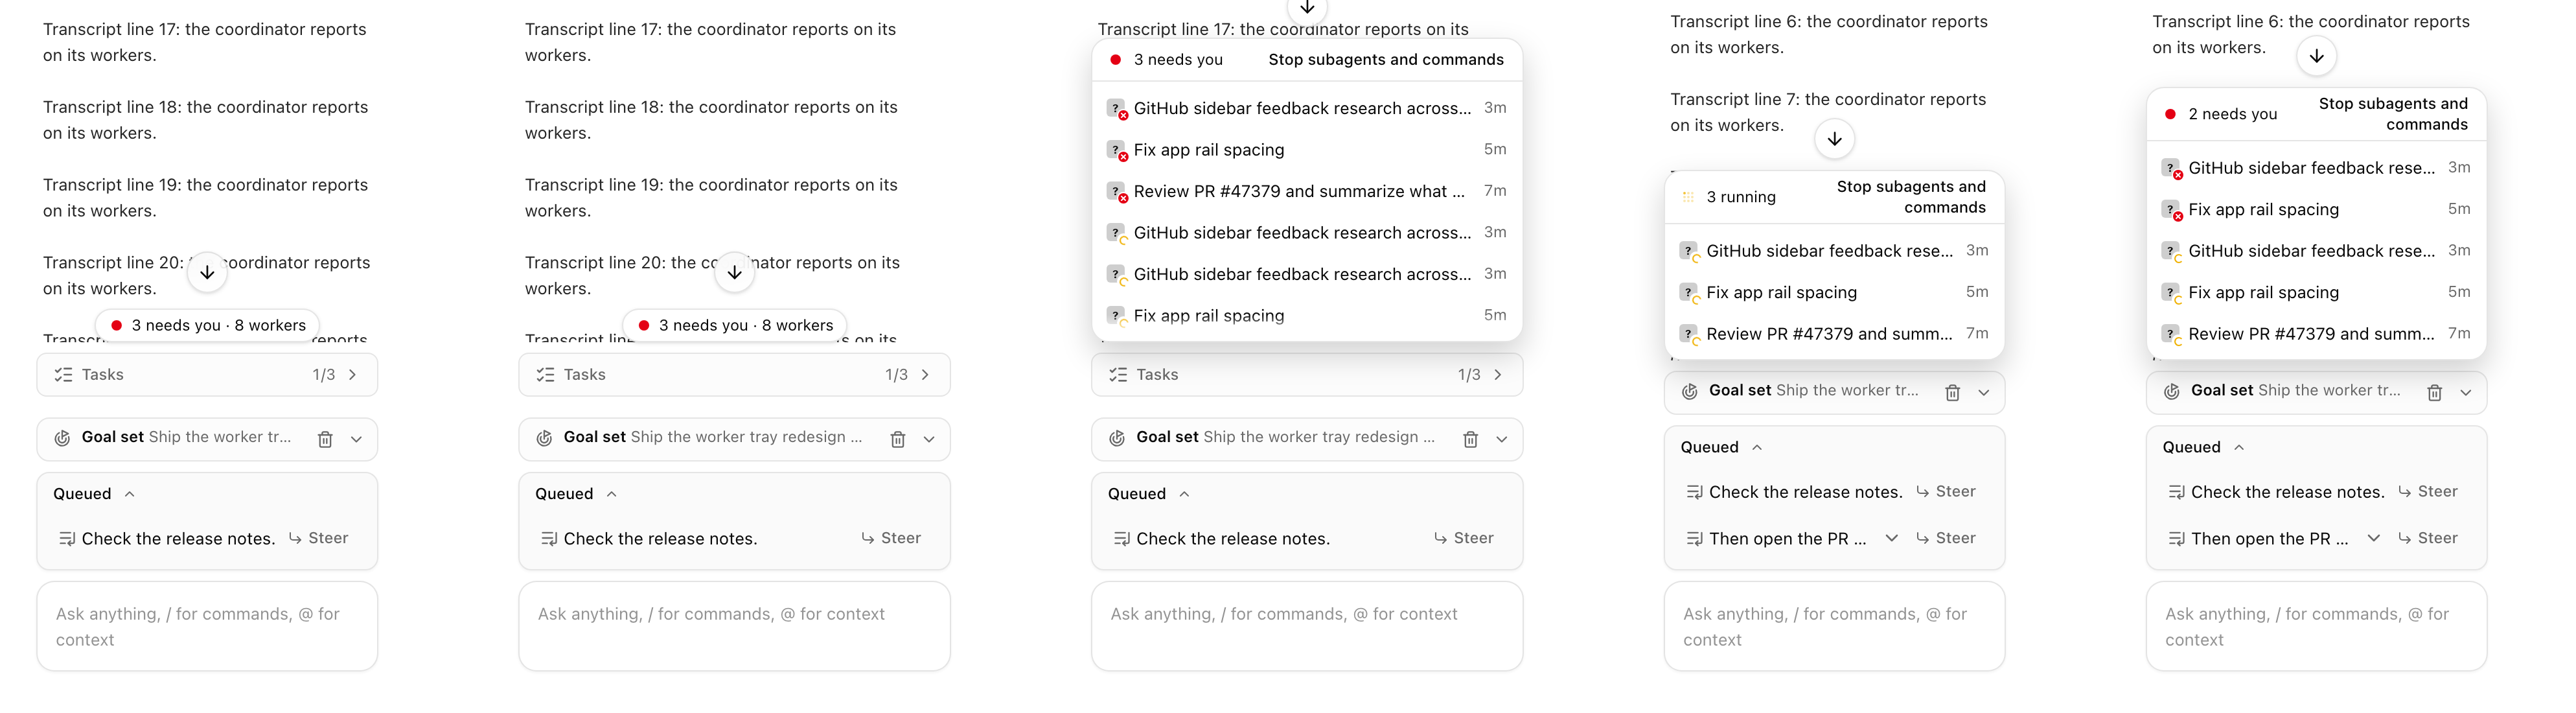 Transcript line 17: the coordinator reports
on its workers.
Transcript line 18: the coordinator reports
on its workers.
Transcript line 19: the coordinator reports
on its workers.
Transcript line 20: coordinator reports
on its workers.
3 needs you · 8 workers
reports
Tasks 1/3
Goal set Ship the worker tr...
Queued
Check the release notes. Steer
Ask anything, / for commands, @ for
context
Transcript line 17: the coordinator reports on its
workers.
Transcript line 18: the coordinator reports on its
workers.
Transcript line 19: the coordinator reports on its
workers.
Transcript line 20: the reports on its
workers.
3 needs you · 8 workers
on its
Tasks 1/3
Goal set Ship the worker tray redesign ...
Queued
Check the release notes. Steer
Ask anything, / for commands, @ for context
Transcript line 17: the coordinator reports on its
3 needs you Stop subagents and commands
? GitHub sidebar feedback research across... 3m
? Fix app rail spacing 5m
? Review PR #47379 and summarize what ... 7m
? GitHub sidebar feedback research across... 3m
? GitHub sidebar feedback research across... 3m
? Fix app rail spacing 5m
Tasks 1/3
Goal set Ship the worker tray redesign ...
Queued
Check the release notes. Steer
Ask anything, / for commands, @ for context
Transcript line 6: the coordinator reports
on its workers.
Transcript line 7: the coordinator reports
on its workers.
3 running Stop subagents and
commands
? GitHub sidebar feedback rese... 3m
? Fix app rail spacing 5m
? Review PR #47379 and summ... 7m
Goal set Ship the worker tr...
Queued
Check the release notes. Steer
Then open the PR ... Steer
Ask anything, / for commands, @ for
context
Transcript line 6: the coordinator reports
on its workers.
2 needs you Stop subagents and
commands
? GitHub sidebar feedback rese... 3m
? Fix app rail spacing 5m
? GitHub sidebar feedback rese... 3m
? Fix app rail spacing 5m
? Review PR #47379 and summ... 7m
Goal set Ship the worker tr...
Queued
Check the release notes. Steer
Then open the PR ... Steer
Ask anything, / for commands, @ for
context